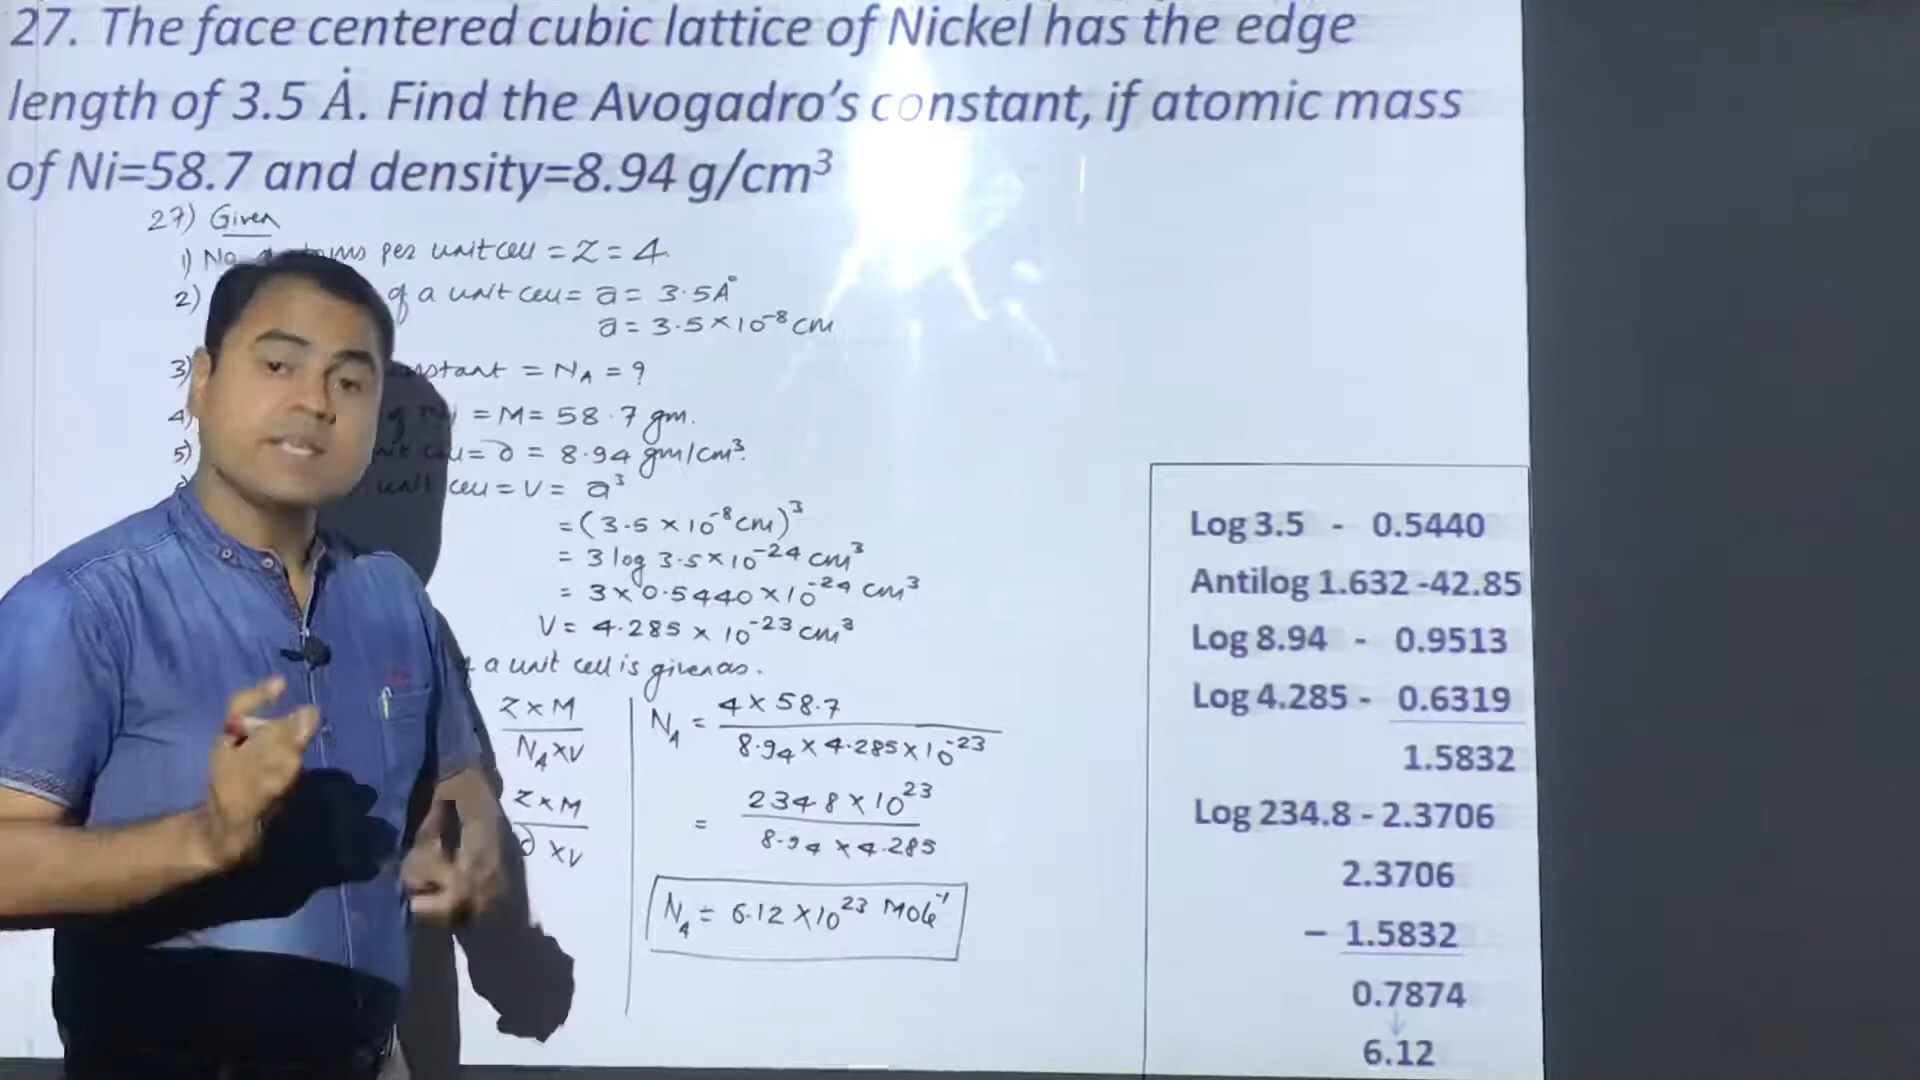 27. The face centered cubic lattice of Nickel has the edge
length of 3.5 Ȧ. Find the Avogadro's constant, if atomic mass
of Ni=58.7 and density=8.94 g/cm³
27) Given
1) No per unit cell = Z = 4.
2) of a unit cell = a = 3.5A°
a = 3.5×10⁻⁸ cm
3) = N_A = ?
4) = M = 58.7 gm.
5) = ∂ = 8.94 gm/cm³.
unit cell = V = a³
= (3.5 × 10⁻⁸ cm)³
= 3 log 3.5×10⁻²⁴ cm³
= 3×0.5440×10⁻²⁴ cm³
V = 4.285 × 10⁻²³ cm³
a unit cell is given as.
Z×M / N_A×V
Z×M / ∂ ×V
N_A = 4 × 58.7 / 8.94 × 4.285×10⁻²³
= 234.8 × 10²³ / 8.94 × 4.285
N_A = 6.12 ×10²³ Mole⁻¹
Log 3.5 - 0.5440
Antilog 1.632 -42.85
Log 8.94 - 0.9513
Log 4.285 - 0.6319
1.5832
Log 234.8 - 2.3706
2.3706
– 1.5832
0.7874
↓
6.12